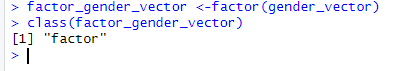 > factor_gender_vector <-factor(gender_vector)
> class(factor_gender_vector)
[1] "factor"
>